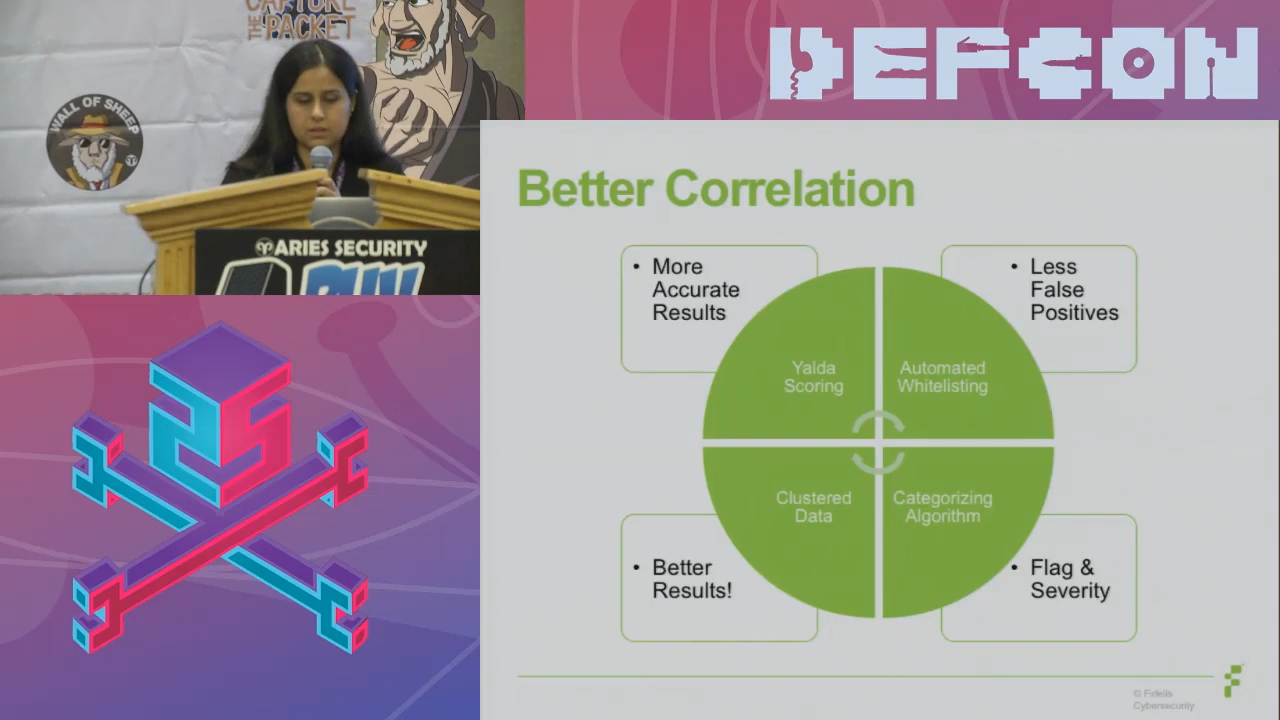 CAPTURE
THE PACKET
WALL OF SHEEP
ARIES SECURITY
DEFCON
Better Correlation
• More
Accurate
Results
• Less
False
Positives
Yalda
Scoring
Automated
Whitelisting
Clustered
Data
Categorizing
Algorithm
• Better
Results!
• Flag &
Severity
© Fidelis
Cybersecurity